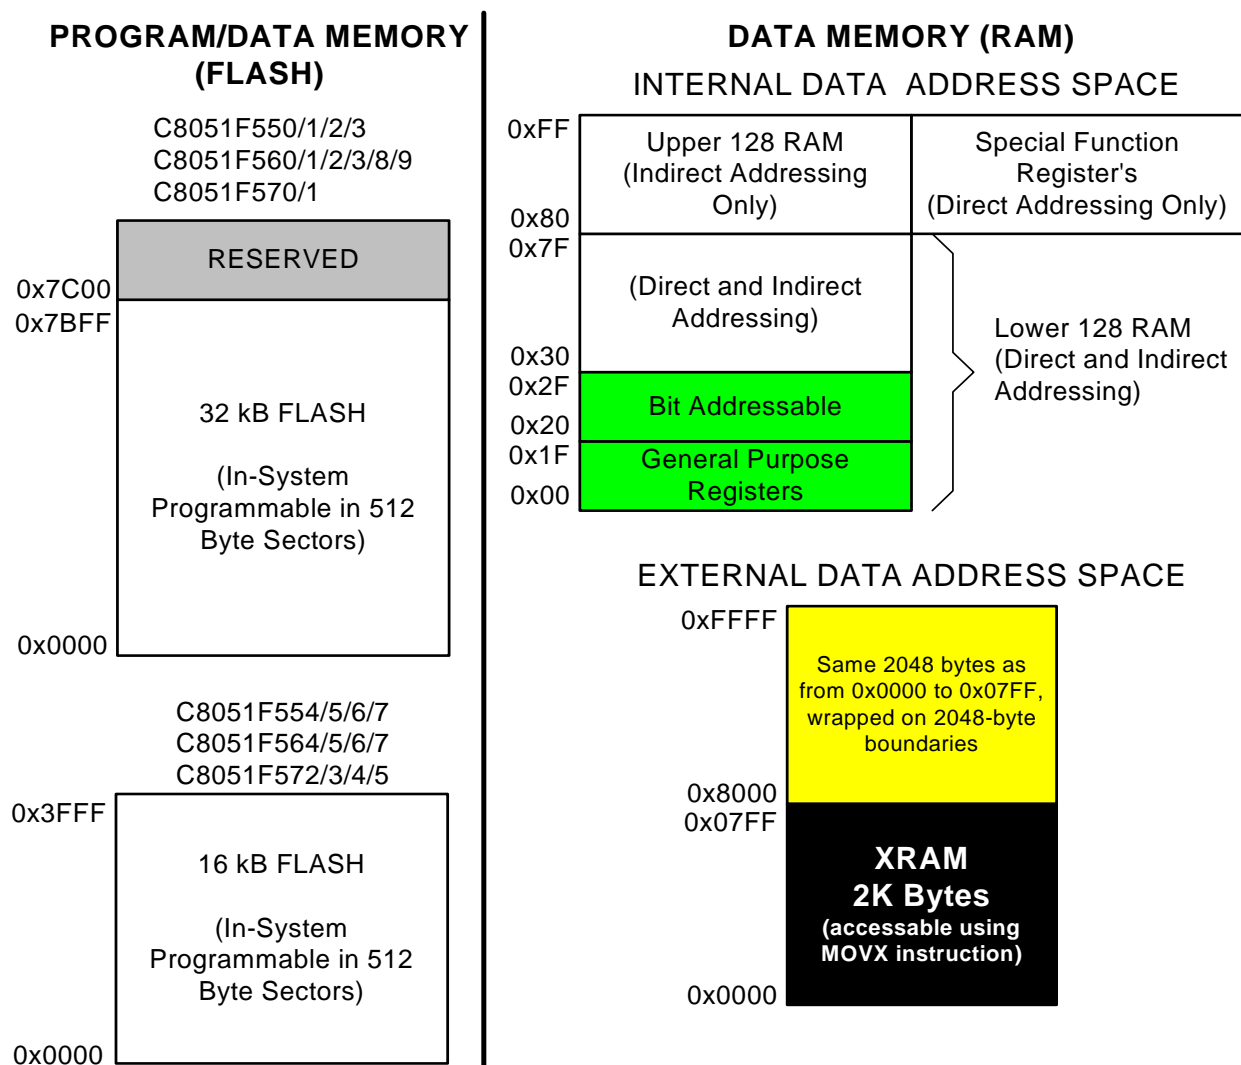 PROGRAM/DATA MEMORY
(FLASH)
C8051F550/1/2/3
C8051F560/1/2/3/8/9
C8051F570/1
RESERVED
0x7C00
0x7BFF
32 kB FLASH
(In-System
Programmable in 512
Byte Sectors)
0x0000
C8051F554/5/6/7
C8051F564/5/6/7
C8051F572/3/4/5
0x3FFF
16 kB FLASH
(In-System
Programmable in 512
Byte Sectors)
0x0000
DATA MEMORY (RAM)
INTERNAL DATA ADDRESS SPACE
0xFF
Upper 128 RAM
(Indirect Addressing
Only)
0x80
Special Function
Register's
(Direct Addressing Only)
0x7F
(Direct and Indirect
Addressing)
0x30
Lower 128 RAM
(Direct and Indirect
Addressing)
0x2F
Bit Addressable
0x20
0x1F
General Purpose
Registers
0x00
EXTERNAL DATA ADDRESS SPACE
0xFFFF
Same 2048 bytes as
from 0x0000 to 0x07FF,
wrapped on 2048-byte
boundaries
0x8000
0x07FF
XRAM
2K Bytes
(accessable using
MOVX instruction)
0x0000